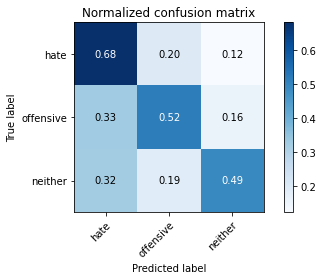 Normalized confusion matrix
hate 0.68 0.20 0.12
offensive 0.33 0.52 0.16
neither 0.32 0.19 0.49
hate offensive neither
True label
Predicted label
0.6
0.5
0.4
0.3
0.2